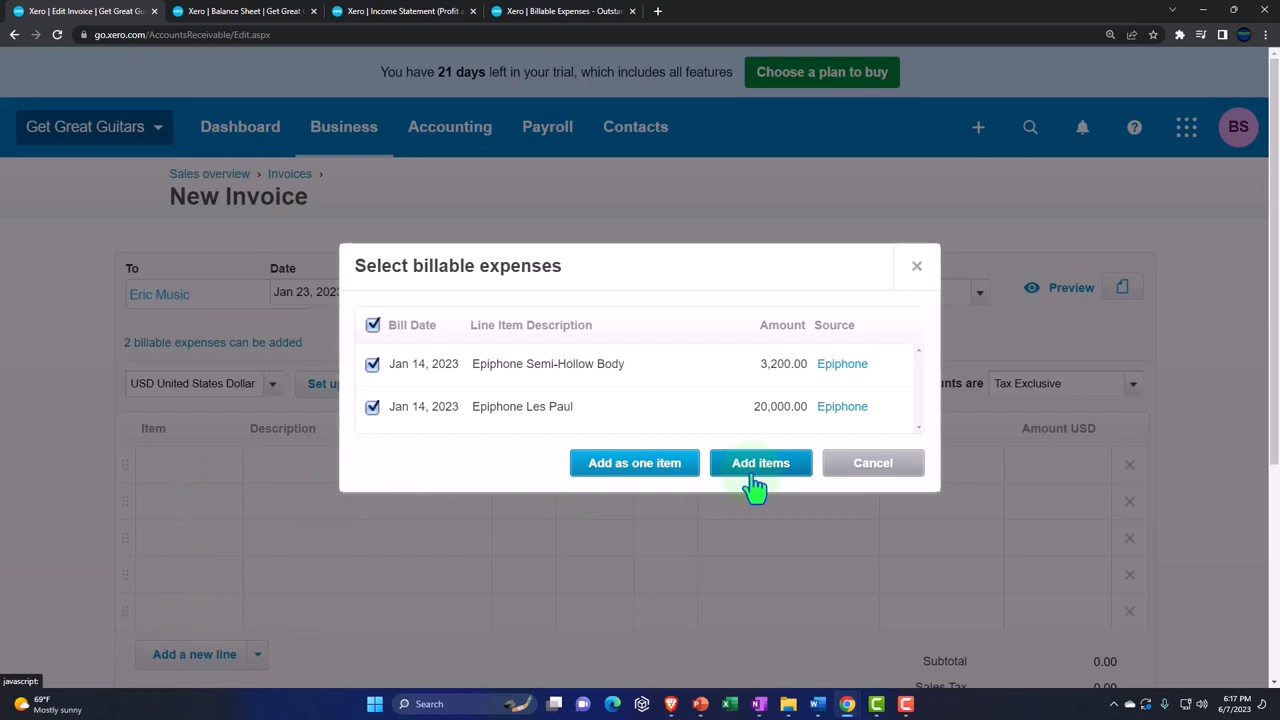 Xero | Edit Invoice | Get Great Gu
Xero | Balance Sheet | Get Great
Xero | Income Statement (Profit a
Xero | Billable Expenses - Outsta
go.xero.com/AccountsReceivable/Edit.aspx
You have 21 days left in your trial, which includes all features
Choose a plan to buy
Get Great Guitars
Dashboard
Business
Accounting
Payroll
Contacts
BS
Sales overview › Invoices ›
New Invoice
Select billable expenses
To
Date
Eric Music
Jan 23, 2023
Preview
Bill Date
Line Item Description
Amount
Source
2 billable expenses can be added
Jan 14, 2023
Epiphone Semi-Hollow Body
3,200.00
Epiphone
USD United States Dollar
Set u
nts are
Tax Exclusive
Jan 14, 2023
Epiphone Les Paul
20,000.00
Epiphone
Item
Description
Amount USD
Add as one item
Add items
Cancel
Add a new line
Subtotal
0.00
Sales Tax
0.00
javascript:
69°F
Mostly sunny
Search
6:17 PM
6/7/2023